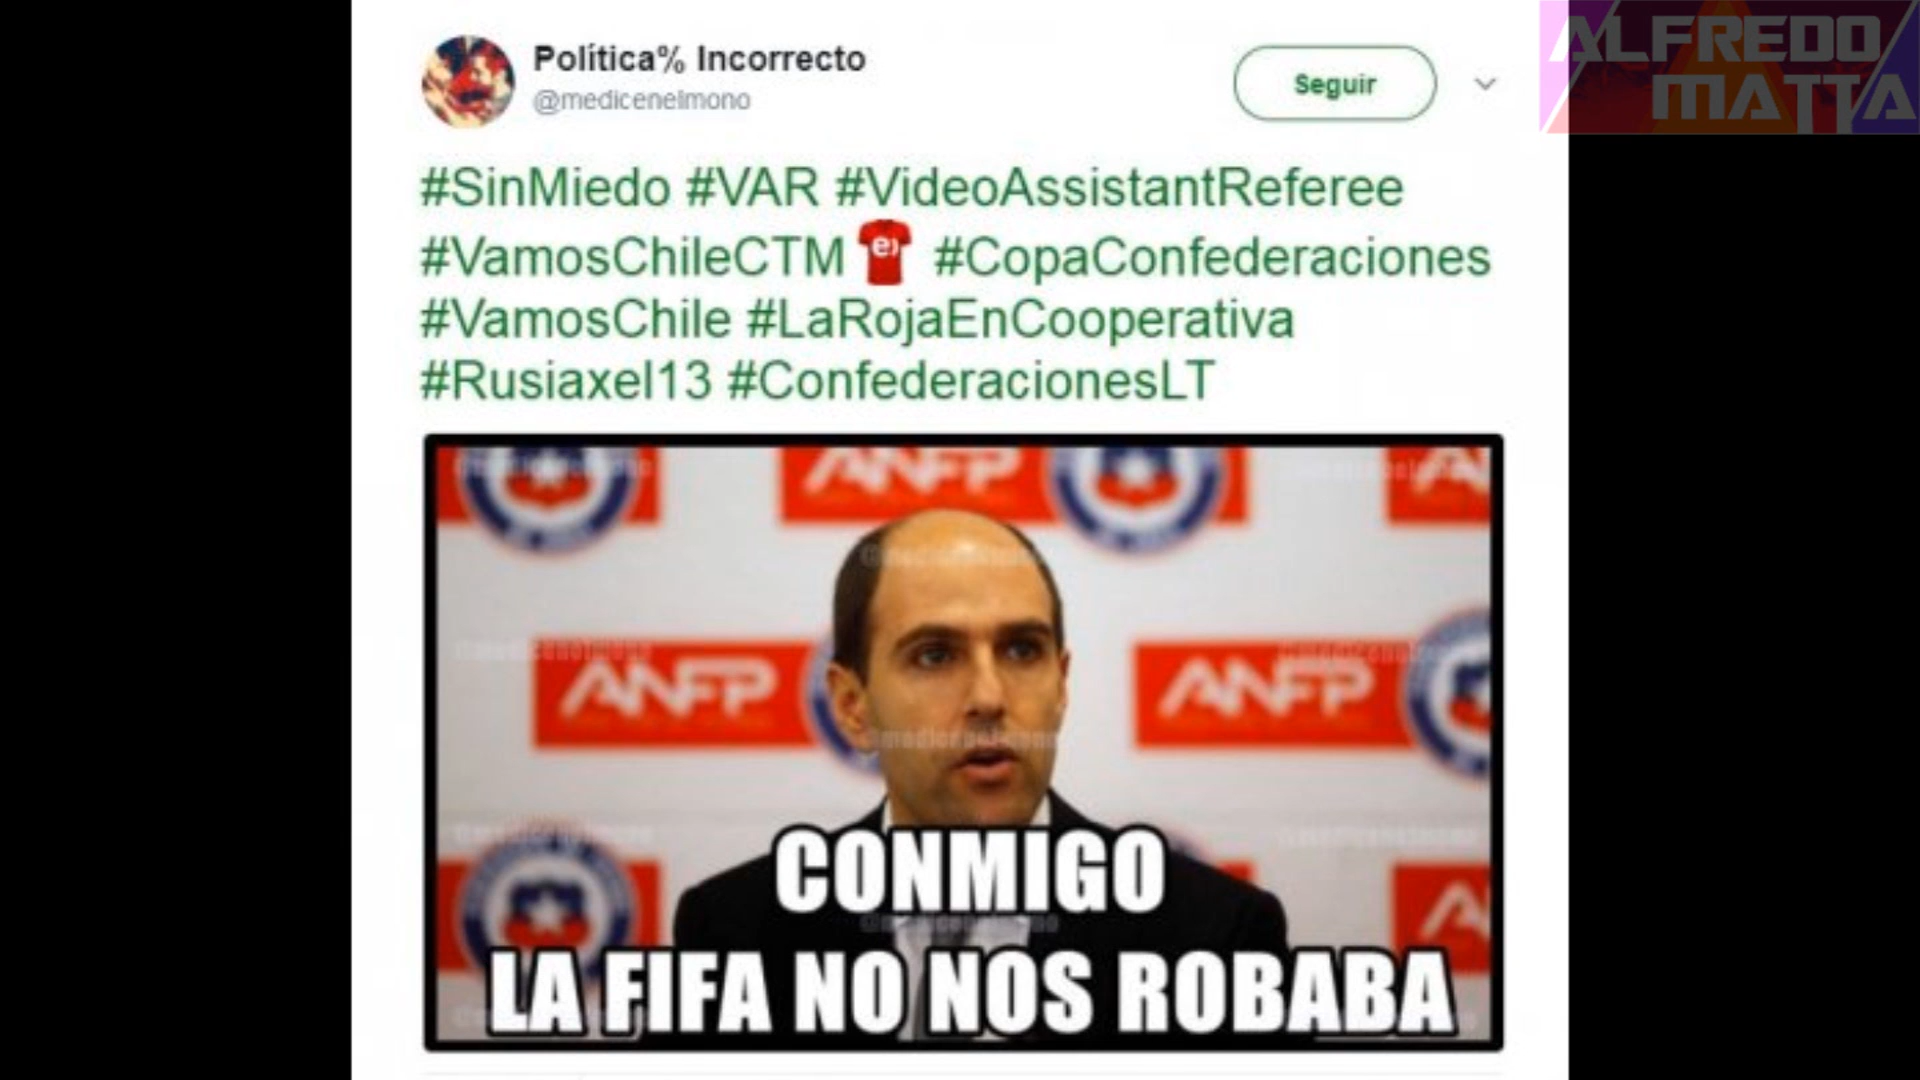 Política% Incorrecto
@medicenelmono
Seguir
ALFREDO
MATTA
#SinMiedo #VAR #VideoAssistantReferee
#VamosChileCTM e) #CopaConfederaciones
#VamosChile #LaRojaEnCooperativa
#Rusiaxel13 #ConfederacionesLT
ANFP
ANFP ANFP
CONMIGO
LA FIFA NO NOS ROBABA